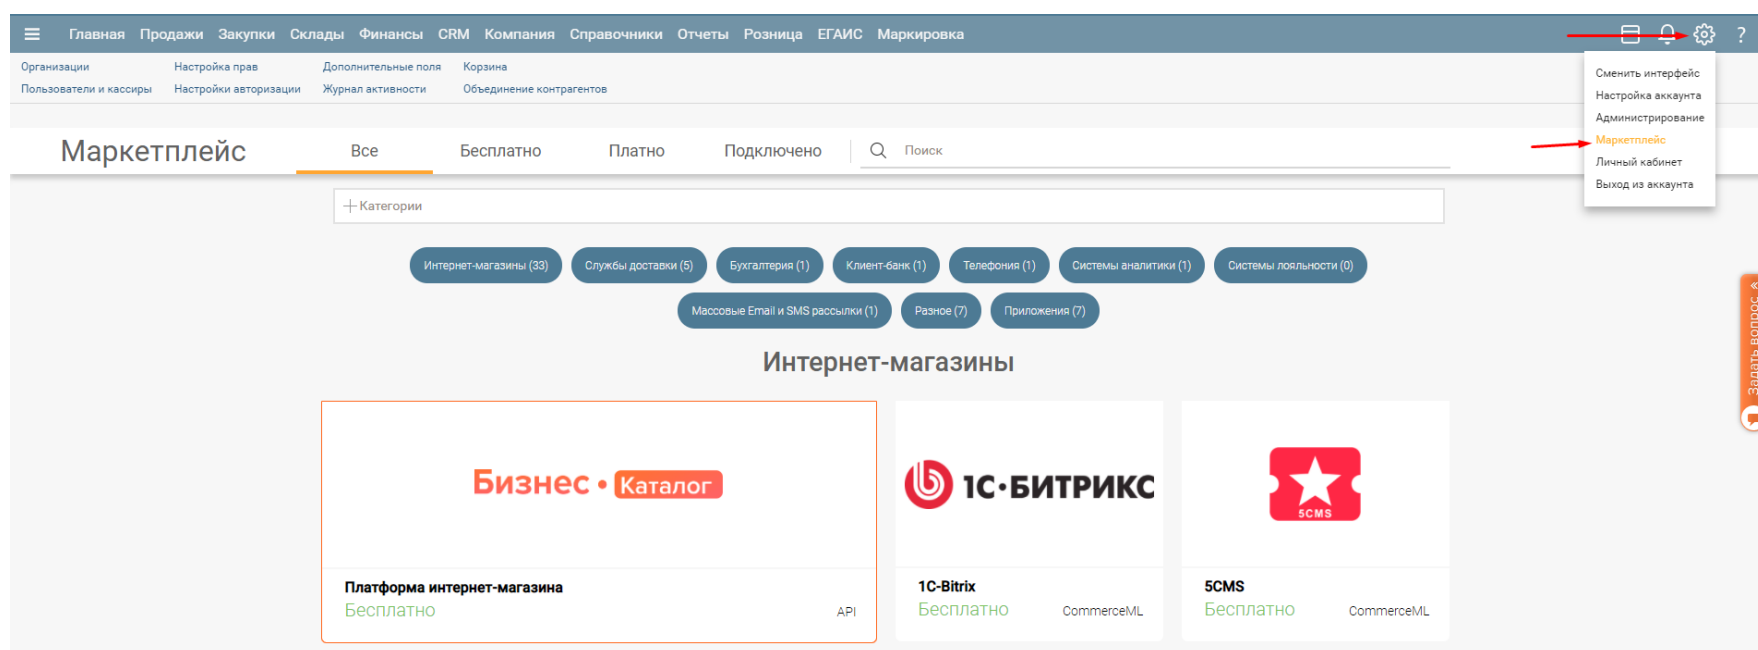 Главная Продажи Закупки Склады Финансы CRM Компания Справочники Отчеты Розница ЕГАИС Маркировка ?
Организации Настройка прав Дополнительные поля Корзина
Пользователи и кассиры Настройки авторизации Журнал активности Объединение контрагентов
Сменить интерфейс
Настройка аккаунта
Администрирование
Маркетплейс
Личный кабинет
Выход из аккаунта
Маркетплейс Все Бесплатно Платно Подключено Поиск
Категории
Интернет-магазины (33) Службы доставки (5) Бухгалтерия (1) Клиент-банк (1) Телефония (1) Системы аналитики (1) Системы лояльности (0)
Массовые Email и SMS рассылки (1) Разное (7) Приложения (7)
Задать вопрос
Интернет-магазины
Бизнес • Каталог
1С·БИТРИКС
5CMS
Платформа интернет-магазина
Бесплатно API
1C-Bitrix
Бесплатно CommerceML
5CMS
Бесплатно CommerceML